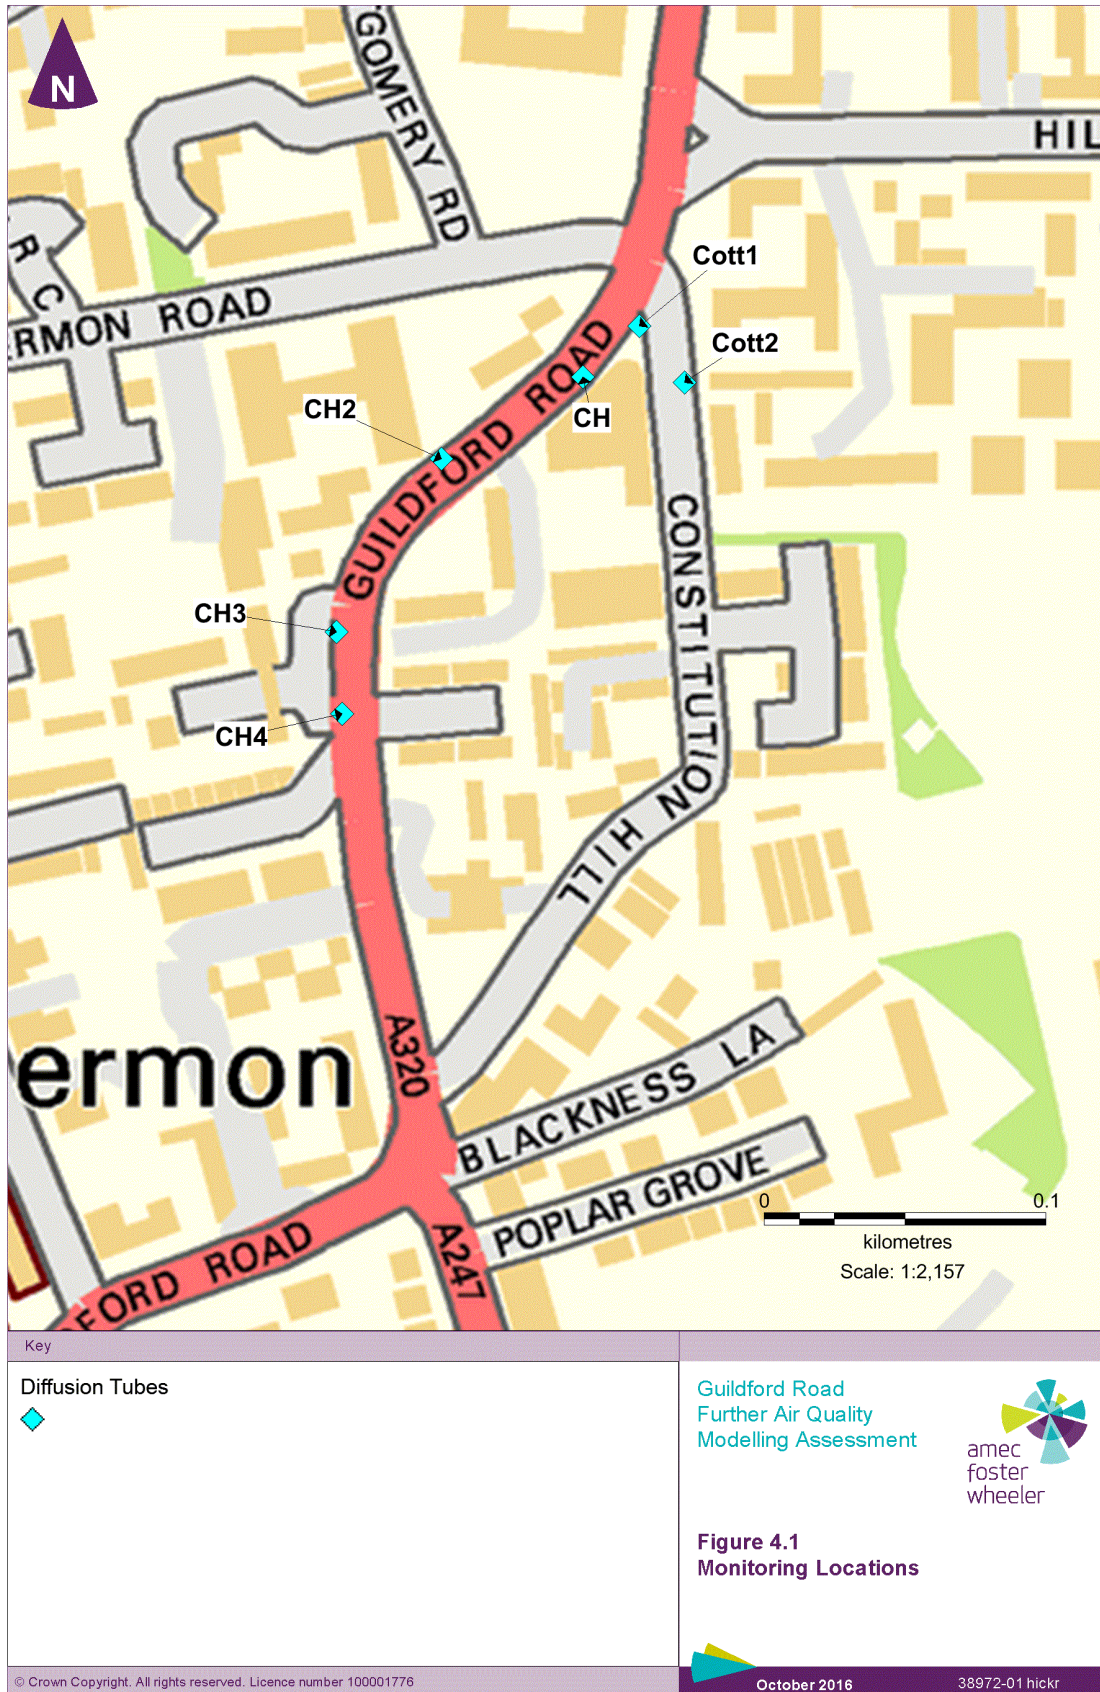 N
GOMERY RD
HIL
R C
ERMON ROAD
Cott1
Cott2
CH
CH2
GUILDFORD ROAD
CONSTITUTION HILL
CH3
CH4
A320
ermon
BLACKNESS LA
POPLAR GROVE
A247
FORD ROAD
0 0.1
kilometres
Scale: 1:2,157
Key
Diffusion Tubes
Guildford Road
Further Air Quality
Modelling Assessment
amec
foster
wheeler
Figure 4.1
Monitoring Locations
© Crown Copyright. All rights reserved. Licence number 100001776
October 2016
38972-01 hickr